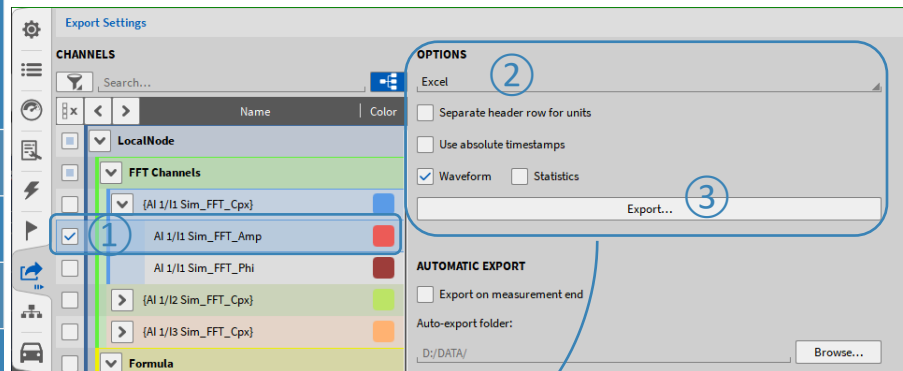 Export Settings
CHANNELS
Search...
Name
Color
LocalNode
FFT Channels
{AI 1/I1 Sim_FFT_Cpx}
AI 1/I1 Sim_FFT_Amp
AI 1/I1 Sim_FFT_Phi
{AI 1/I2 Sim_FFT_Cpx}
{AI 1/I3 Sim_FFT_Cpx}
Formula
1
OPTIONS
2
Excel
Separate header row for units
Use absolute timestamps
Waveform
Statistics
3
Export...
AUTOMATIC EXPORT
Export on measurement end
Auto-export folder:
D:/DATA/
Browse...